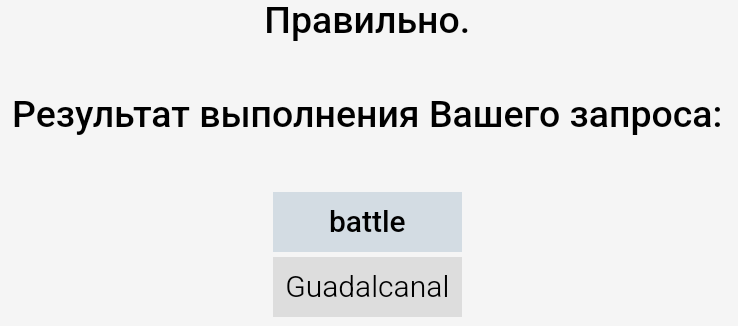 Правильно.
Результат выполнения Вашего запроса:
battle
Guadalcanal